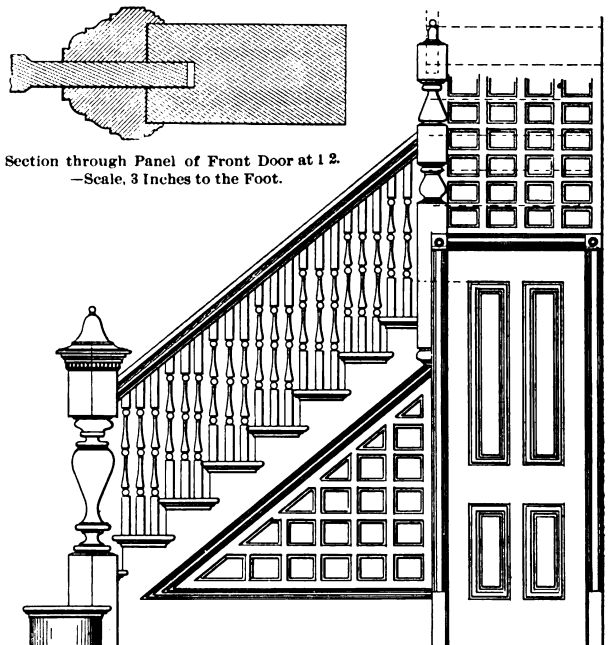 Section through Panel of Front Door at 1 2.
—Scale, 3 Inches to the Foot.